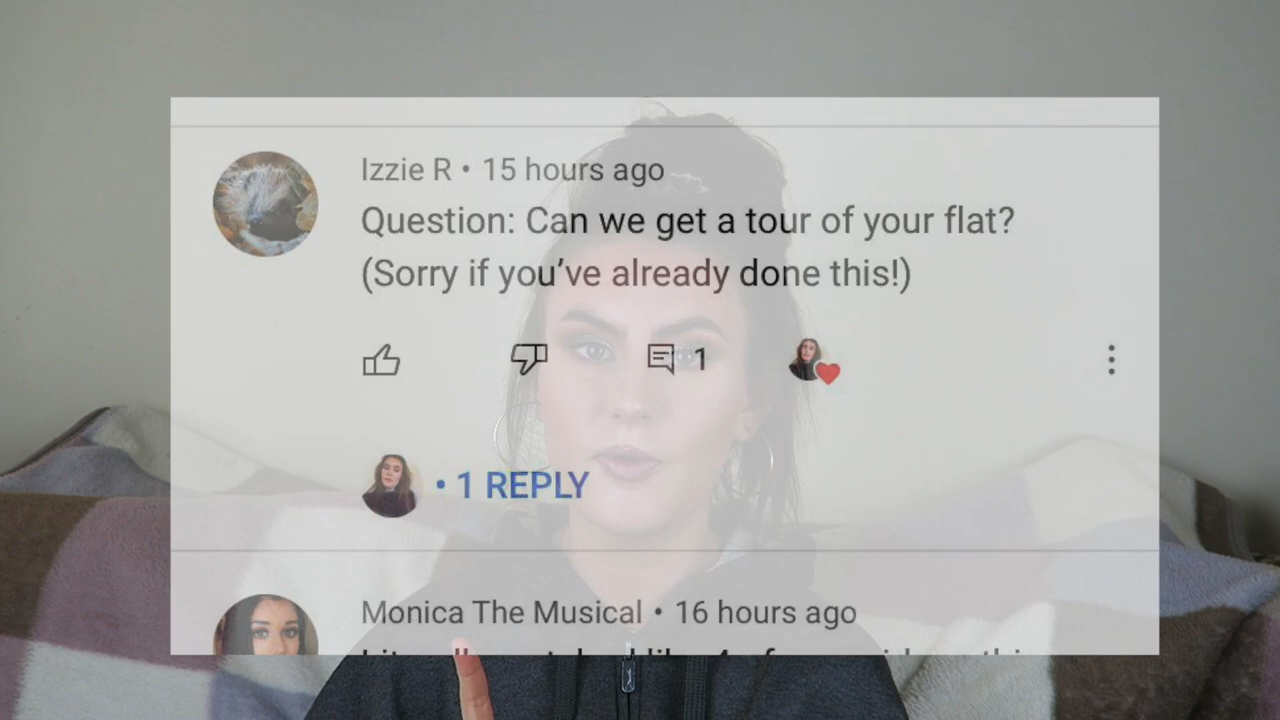 Izzie R • 15 hours ago
Question: Can we get a tour of your flat?
(Sorry if you’ve already done this!)
1
• 1 REPLY
Monica The Musical • 16 hours ago